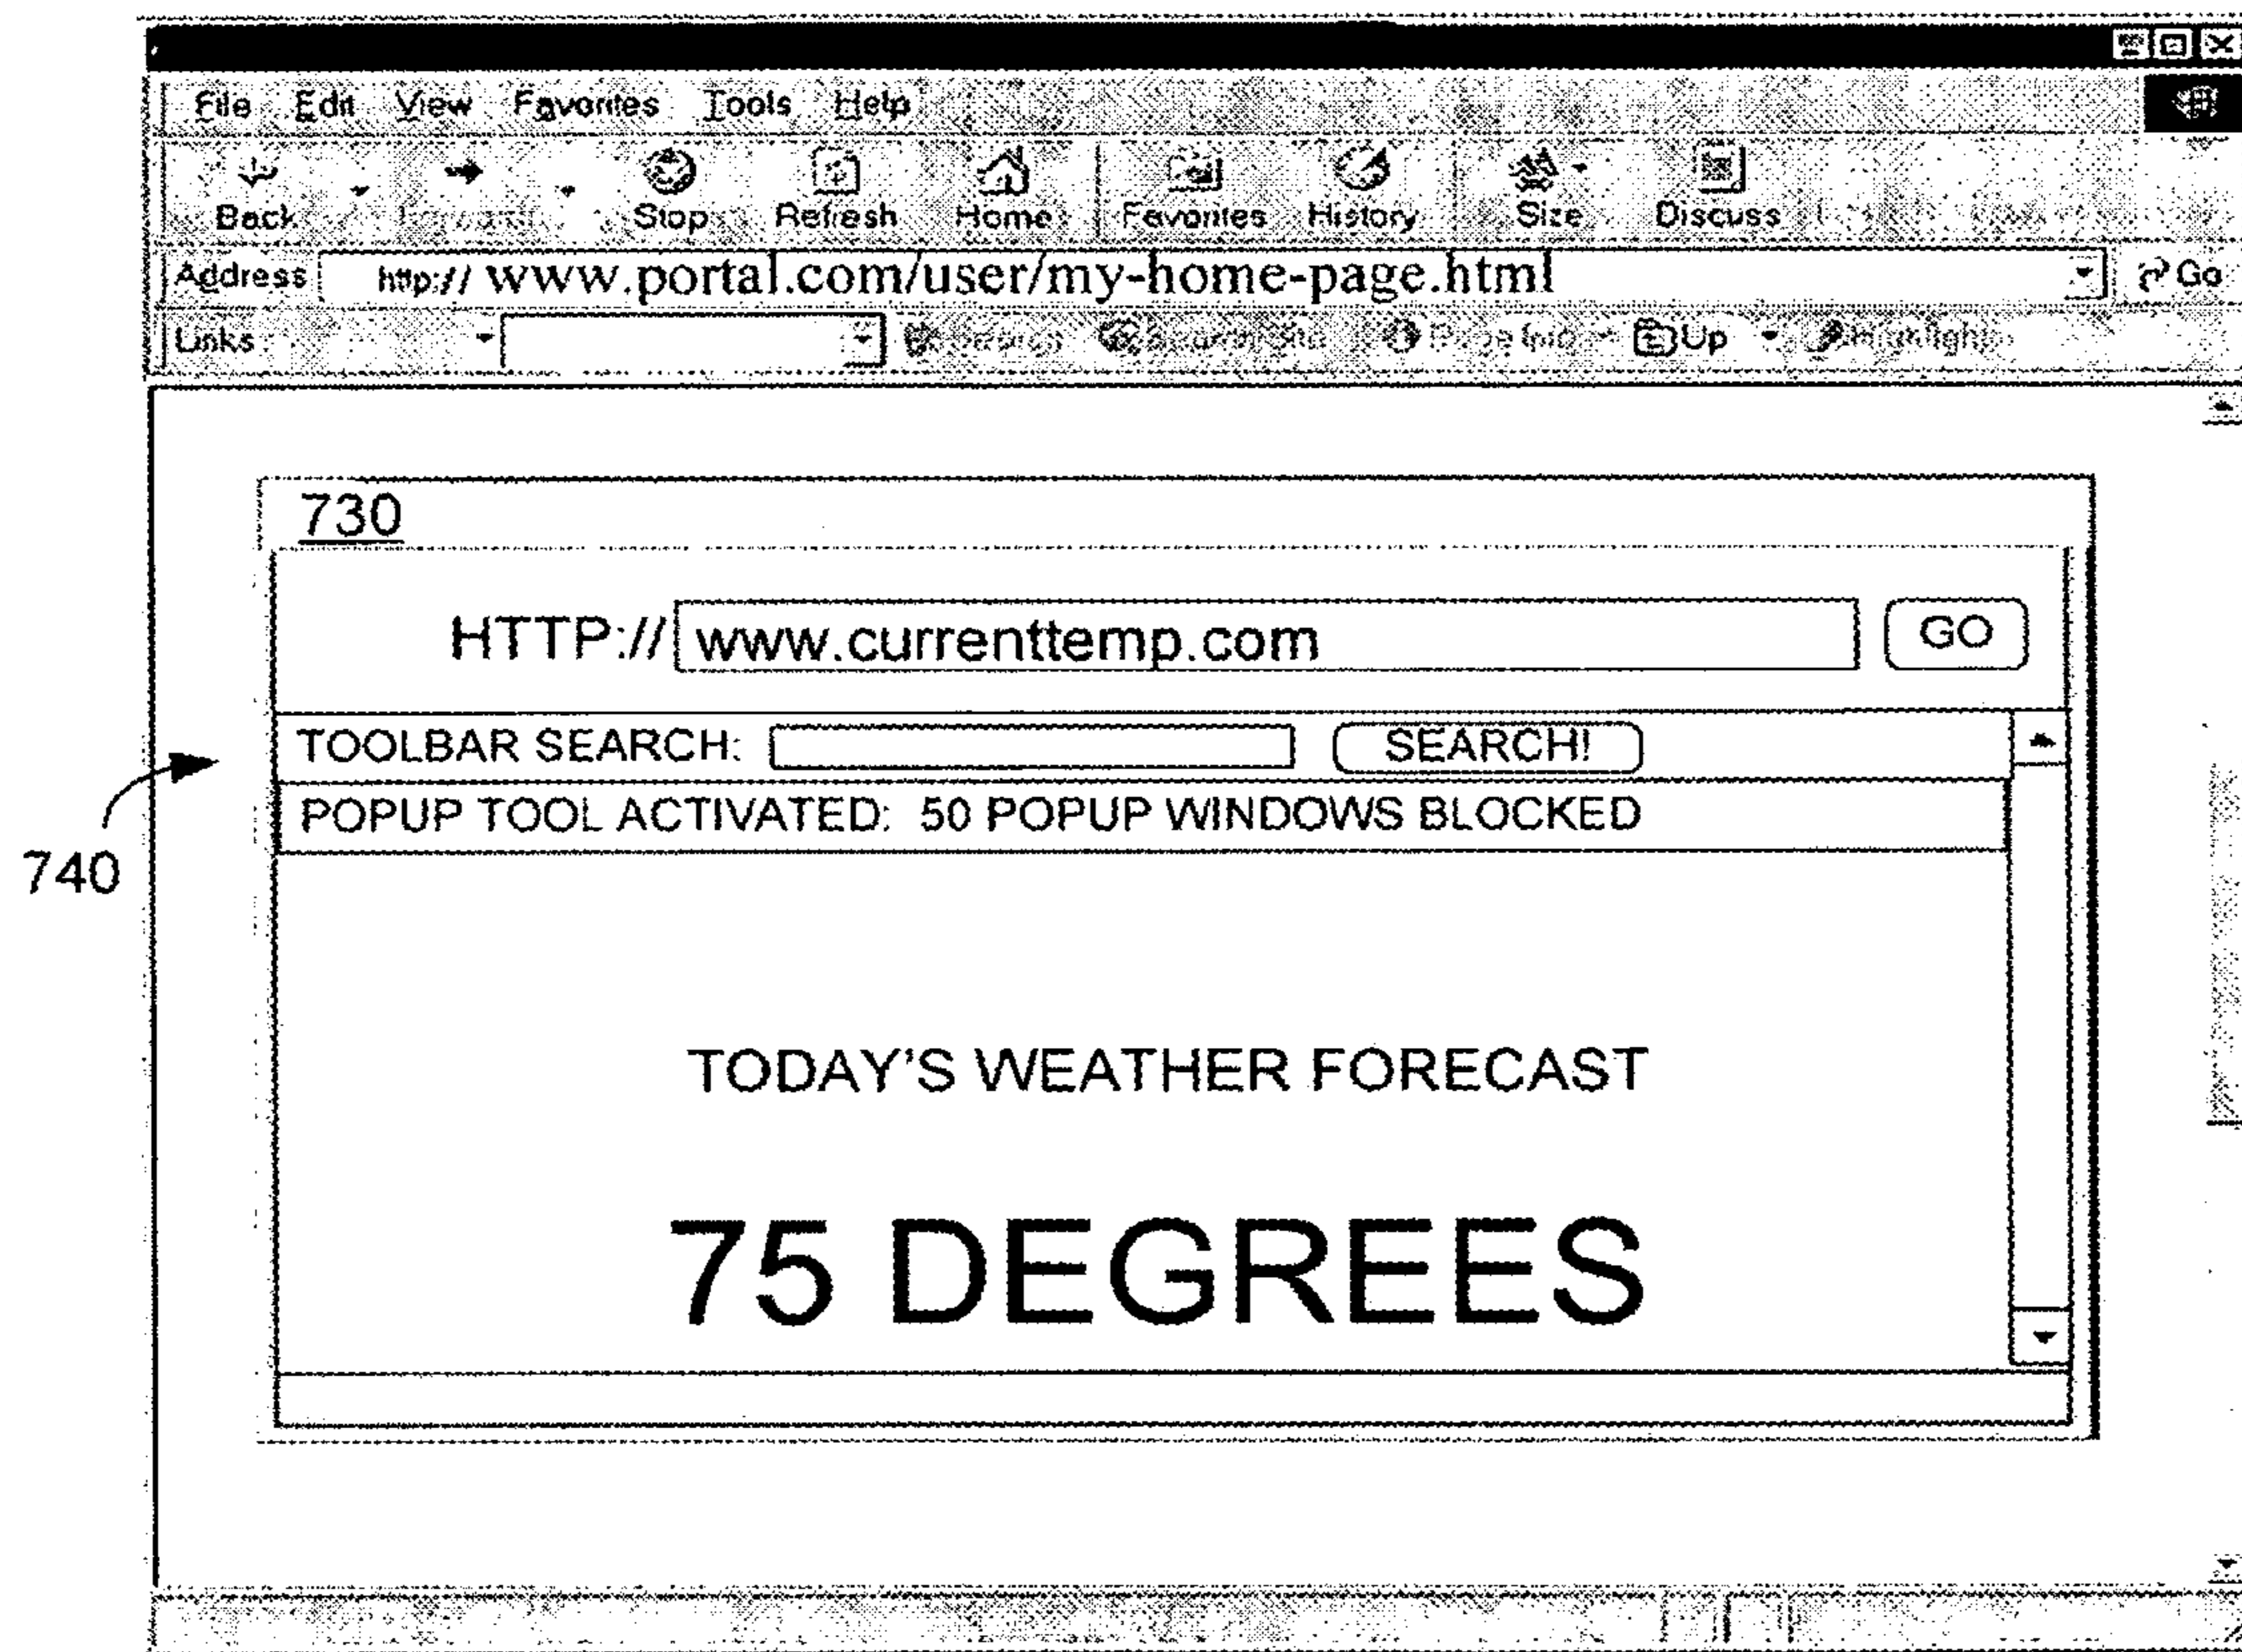 File Edit View Favorites Tools Help
Back Stop Refresh Home Favorites History Size Discuss
Address http:// www.portal.com/user/my-home-page.html Go
Links Up Highlight
730
HTTP:// www.currenttemp.com GO
TOOLBAR SEARCH: SEARCH!
POPUP TOOL ACTIVATED: 50 POPUP WINDOWS BLOCKED
740
TODAY'S WEATHER FORECAST
75 DEGREES